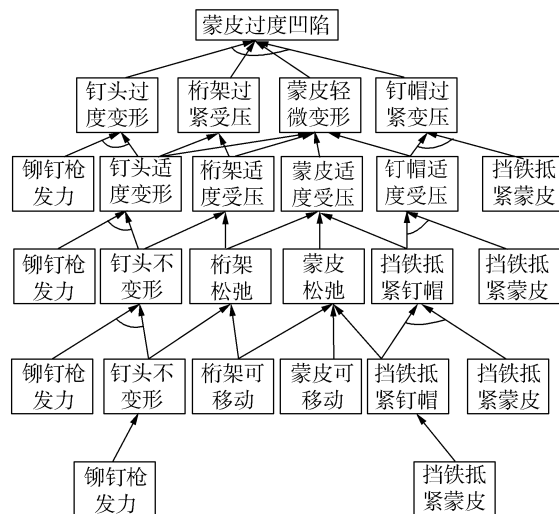 蒙皮过度凹陷
钉头过
度变形
桁架过
紧受压
蒙皮轻
微变形
钉帽过
紧变压
铆钉枪
发力
钉头适
度变形
桁架适
度受压
蒙皮适
度受压
钉帽适
度受压
挡铁抵
紧蒙皮
铆钉枪
发力
钉头不
变形
桁架
松弛
蒙皮
松弛
挡铁抵
紧钉帽
挡铁抵
紧蒙皮
铆钉枪
发力
钉头不
变形
桁架可
移动
蒙皮可
移动
挡铁抵
紧钉帽
挡铁抵
紧蒙皮
铆钉枪
发力
挡铁抵
紧蒙皮